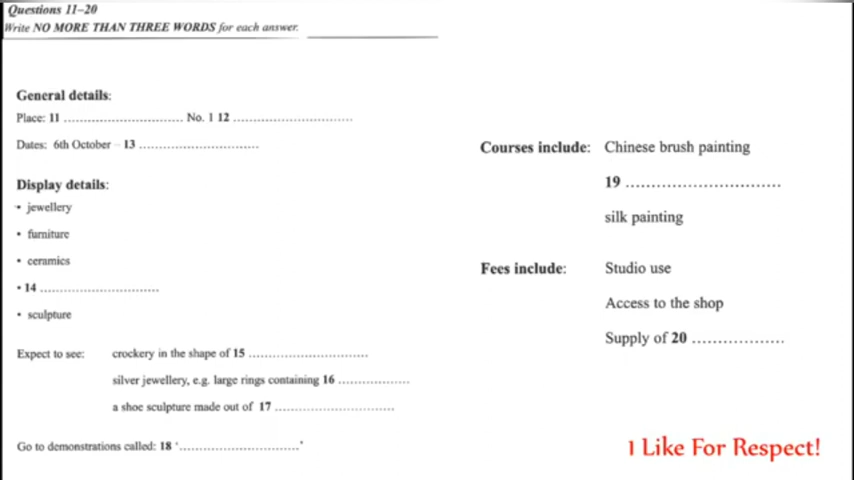 Questions 11–20
Write NO MORE THAN THREE WORDS for each answer.
General details:
Place: 11 .............................. No. 1 12 ..............................
Dates: 6th October – 13 ..............................
Display details:
• jewellery
• furniture
• ceramics
• 14 ..............................
• sculpture
Expect to see: crockery in the shape of 15 ..............................
silver jewellery, e.g. large rings containing 16 ..................
a shoe sculpture made out of 17 ..............................
Go to demonstrations called: 18 '..............................'
Courses include: Chinese brush painting
19 ..............................
silk painting
Fees include: Studio use
Access to the shop
Supply of 20 ..................
I Like For Respect!